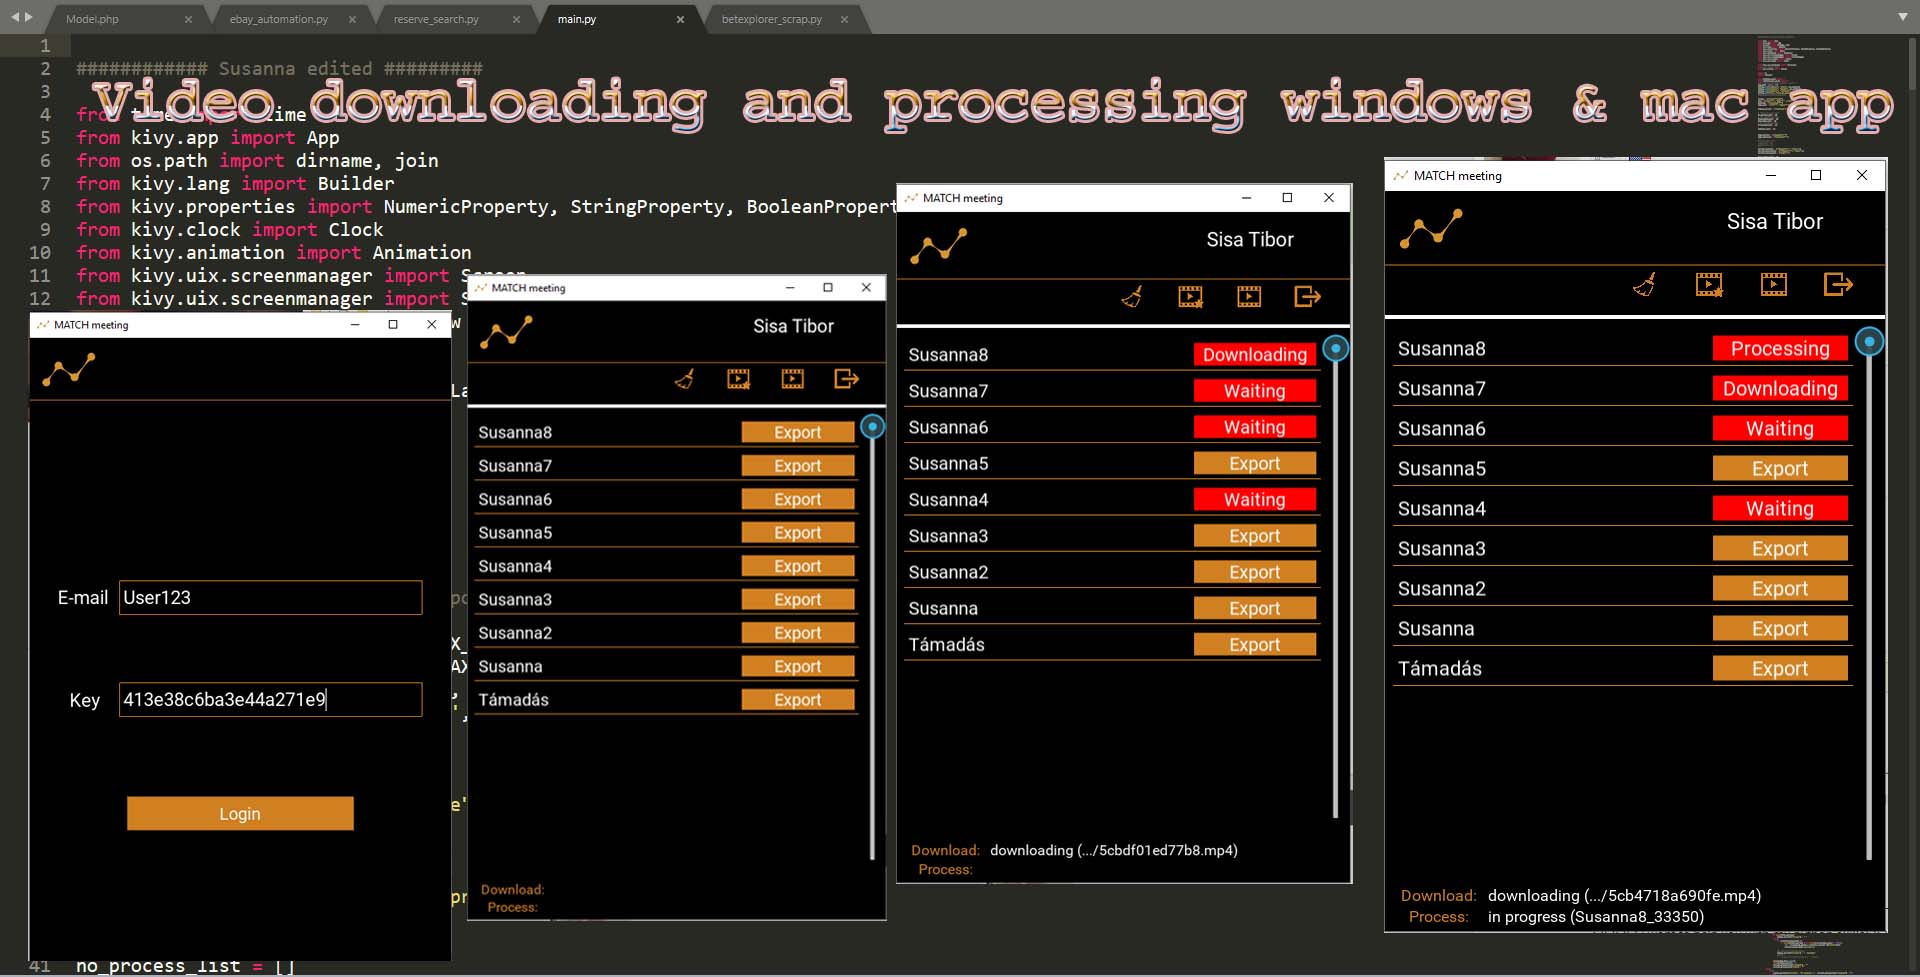 Model.php
ebay_automation.py
reserve_search.py
main.py
betexplorer_scrap.py
1
2 ############ Susanna edited #########
Video downloading and processing windows & mac app
3
4
5 from kivy.app import App
6 from os.path import dirname, join
7 from kivy.lang import Builder
8 from kivy.properties import NumericProperty, StringProperty, BooleanPropert
9 from kivy.clock import Clock
10 from kivy.animation import Animation
11 from kivy.uix.screenmanager import Screen
12 from kivy.uix.screenmanager import S
MATCH meeting
E-mail User123
Key 413e38c6ba3e44a271e9
Login
41 no_process_list = []
MATCH meeting
Sisa Tibor
Susanna8 Export
Susanna7 Export
Susanna6 Export
Susanna5 Export
Susanna4 Export
Susanna3 Export
Susanna2 Export
Susanna Export
Támadás Export
Download:
Process:
MATCH meeting
Sisa Tibor
Susanna8 Downloading
Susanna7 Waiting
Susanna6 Waiting
Susanna5 Export
Susanna4 Waiting
Susanna3 Export
Susanna2 Export
Susanna Export
Támadás Export
Download: downloading (.../5cbdf01ed77b8.mp4)
Process:
MATCH meeting
Sisa Tibor
Susanna8 Processing
Susanna7 Downloading
Susanna6 Waiting
Susanna5 Export
Susanna4 Waiting
Susanna3 Export
Susanna2 Export
Susanna Export
Támadás Export
Download: downloading (.../5cb4718a690fe.mp4)
Process: in progress (Susanna8_33350)